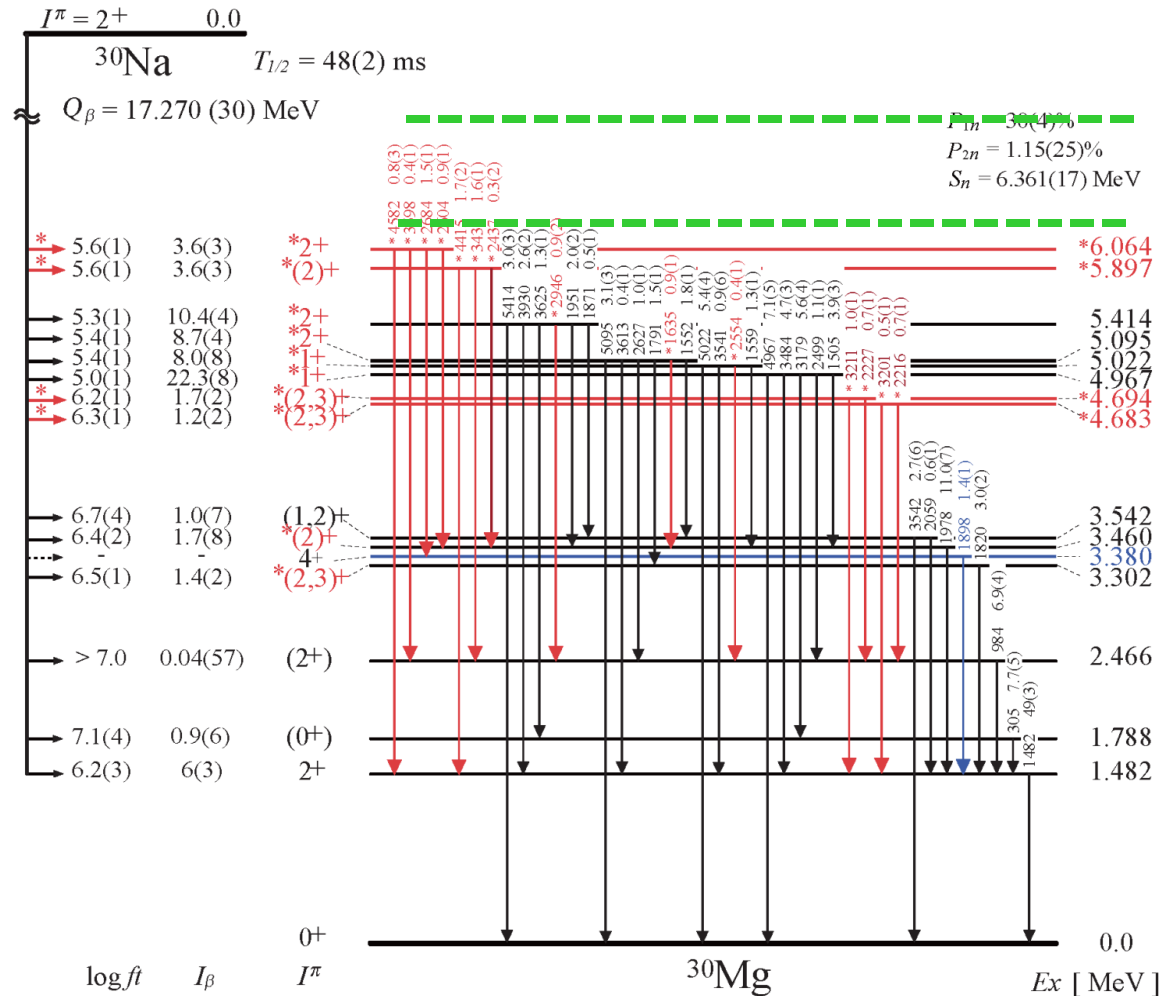 I^π = 2+ 0.0
³⁰Na T₁/₂ = 48(2) ms
Q_β = 17.270 (30) MeV
P₁ₙ = 30(4)%
P₂ₙ = 1.15(25)%
Sₙ = 6.361(17) MeV
*4582 0.8(3)
0.4(1)
*2684 1.5(1)
0.9(1)
*4415 1.7(2)
1.6(1)
0.3(2)
5414 3.0(3)
3930 2.6(2)
3625 1.3(1)
*2946
1951 2.0(2)
1871 0.5(1)
5095 3.1(3)
3613 0.4(1)
2627 1.0(1)
1791 1.5(1)
*1635 0.9(1)
1552 1.8(1)
5022 5.4(4)
3541 0.9(6)
*2554 0.4(1)
1559 1.3(1)
4967 7.1(5)
3484 4.7(3)
3179 5.6(4)
2499 1.1(1)
1505 3.9(3)
*3211 1.0(1)
*2227 0.7(1)
*3201 0.5(1)
*2216 0.7(1)
3542 2.7(6)
2059 0.6(1)
1978 11.0(7)
1898 1.4(1)
1820 3.0(2)
984 6.9(4)
305 7.7(5)
1482 49(3)
* 5.6(1) 3.6(3) *2+ *6.064
* 5.6(1) 3.6(3) *(2)+ *5.897
5.3(1) 10.4(4) *2+ 5.414
5.4(1) 8.7(4) *2+ 5.095
5.4(1) 8.0(8) *1+ 5.022
5.0(1) 22.3(8) *1+ 4.967
* 6.2(1) 1.7(2) *(2,3)+ *4.694
* 6.3(1) 1.2(2) *(2,3)+ *4.683
6.7(4) 1.0(7) (1,2)+ 3.542
6.4(2) 1.7(8) *(2)+ 3.460
- - 4+ 3.380
6.5(1) 1.4(2) *(2,3)+ 3.302
> 7.0 0.04(57) (2+) 2.466
7.1(4) 0.9(6) (0+) 1.788
6.2(3) 6(3) 2+ 1.482
0+ 0.0
log ft I_β I^π ³⁰Mg Ex [ MeV ]